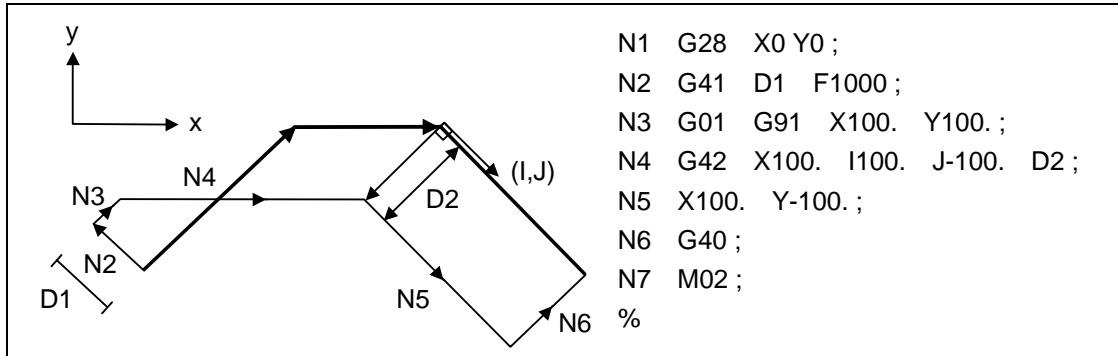 y
x
N3
N4
N2
D1
(I,J)
D2
N5
N6
N1 G28 X0 Y0 ;
N2 G41 D1 F1000 ;
N3 G01 G91 X100. Y100. ;
N4 G42 X100. I100. J-100. D2 ;
N5 X100. Y-100. ;
N6 G40 ;
N7 M02 ;
%